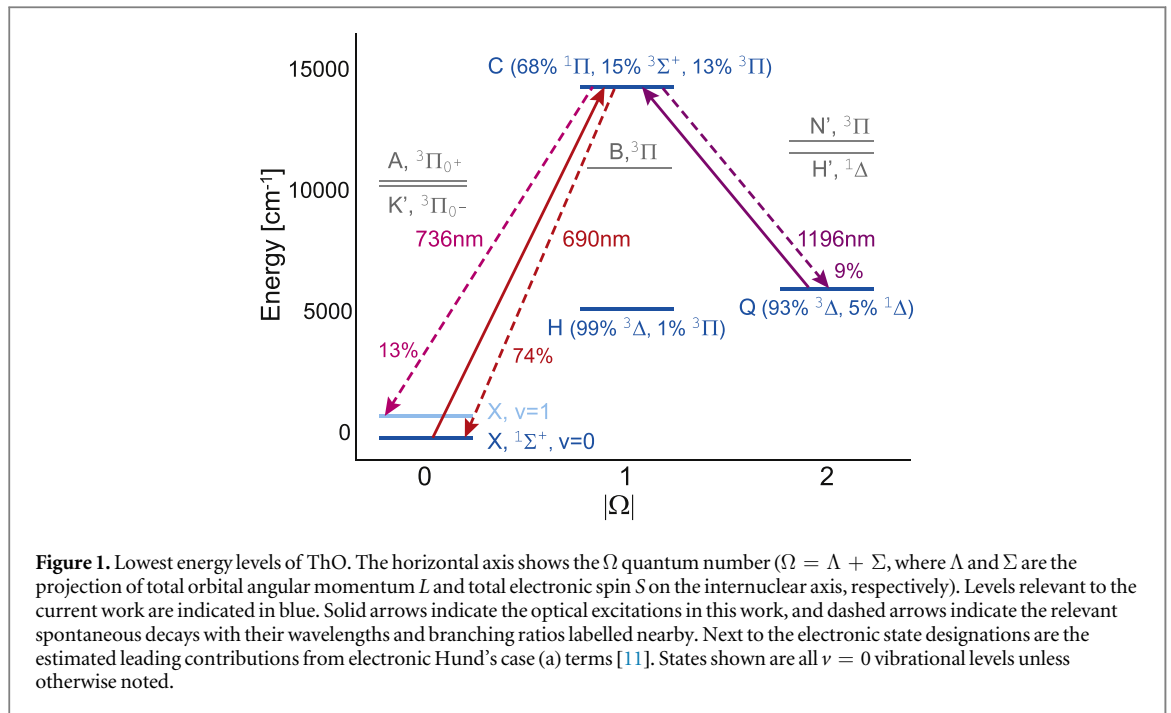 15000
C (68% ¹Π, 15% ³Σ⁺, 13% ³Π)
N', ³Π
B,³Π
H', ¹Δ
A, ³Π₀⁺
10000
K', ³Π₀⁻
736nm
690nm
1196nm
9%
Energy [cm⁻¹]
5000
Q (93% ³Δ, 5% ¹Δ)
H (99% ³Δ, 1% ³Π)
13%
74%
X, v=1
0
X, ¹Σ⁺, v=0
0
1
2
|Ω|
Figure 1. Lowest energy levels of ThO. The horizontal axis shows the Ω quantum number (Ω = Λ + Σ, where Λ and Σ are the
projection of total orbital angular momentum L and total electronic spin S on the internuclear axis, respectively). Levels relevant to the
current work are indicated in blue. Solid arrows indicate the optical excitations in this work, and dashed arrows indicate the relevant
spontaneous decays with their wavelengths and branching ratios labelled nearby. Next to the electronic state designations are the
estimated leading contributions from electronic Hund's case (a) terms [11]. States shown are all ν = 0 vibrational levels unless
otherwise noted.